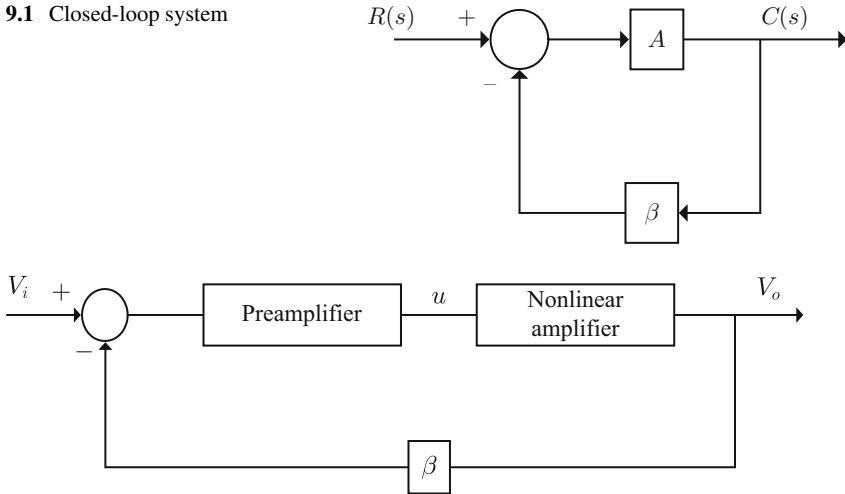 9.1 Closed-loop system
R(s)
+
A
C(s)
−
β
V_i
+
Preamplifier
u
Nonlinear
amplifier
V_o
−
β